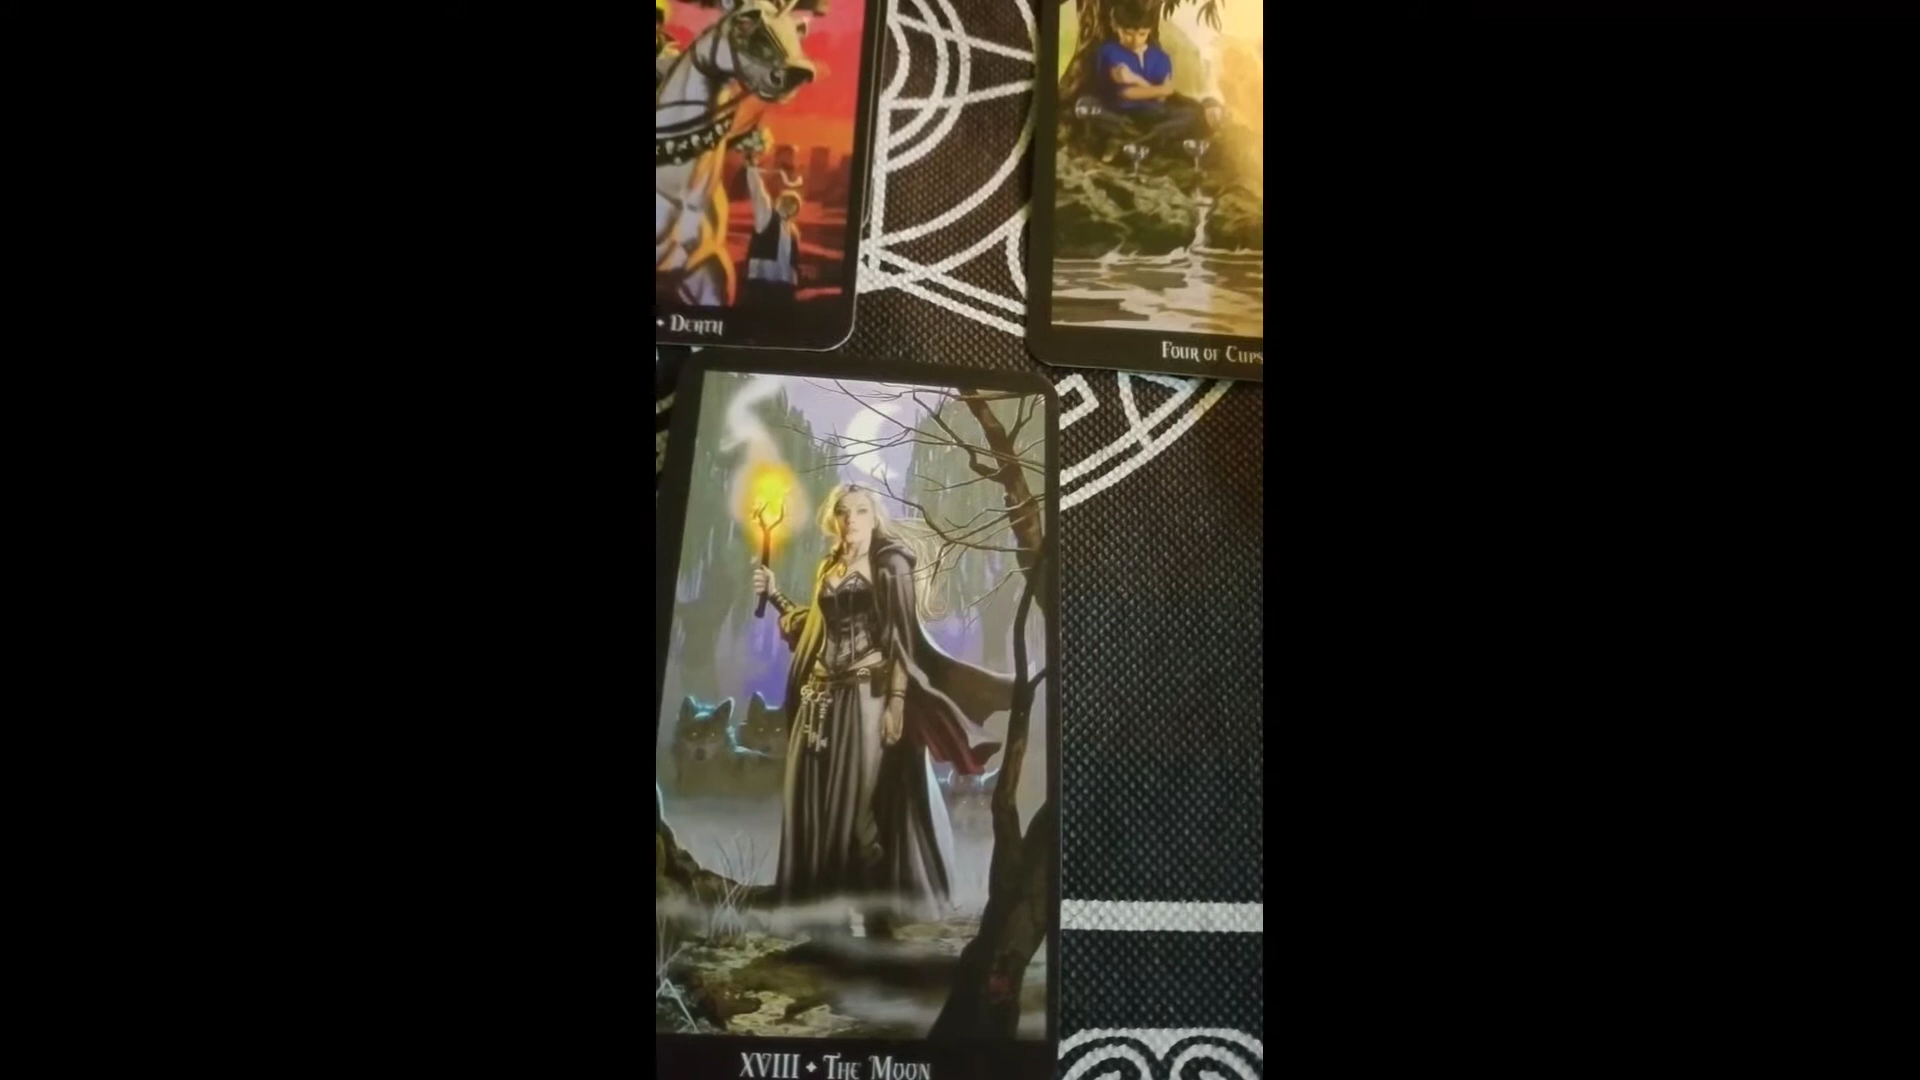 ✦ Death
Four of Cups
XVIII ✦ The Moon